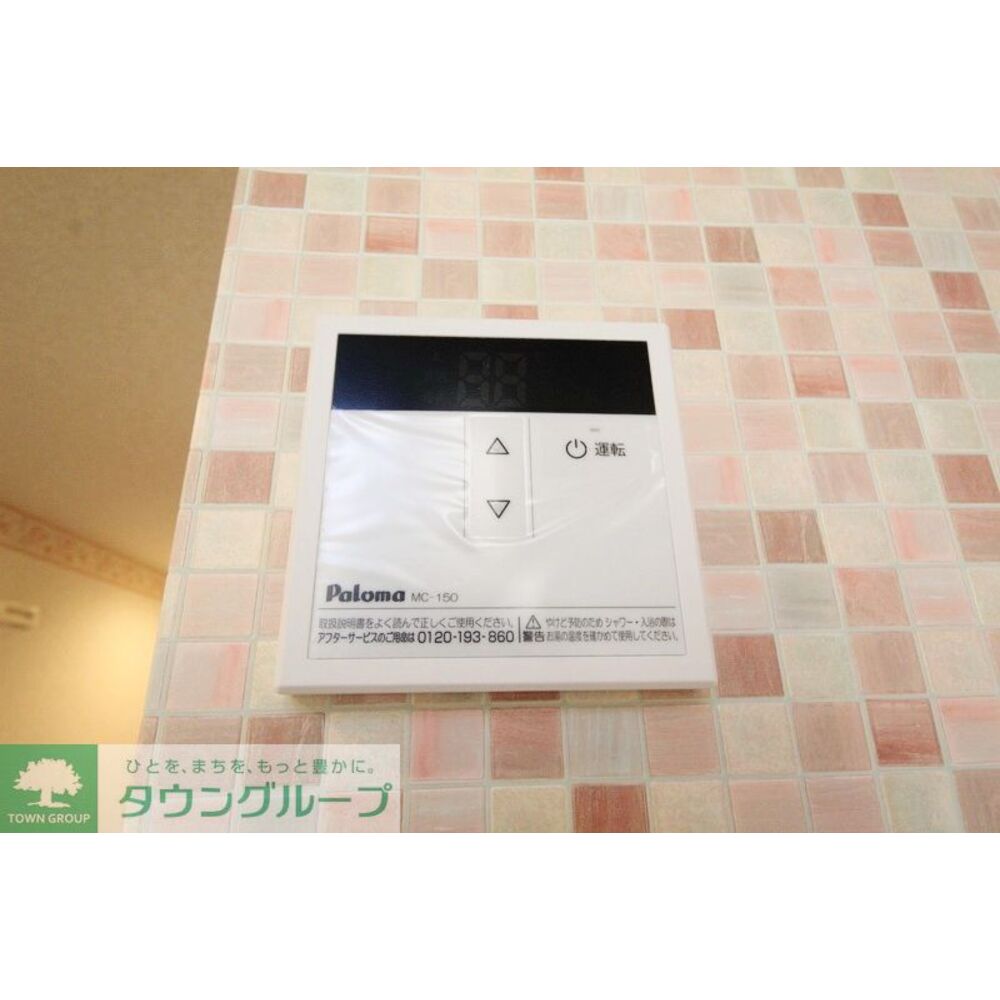 運転
Paloma MC-150
取扱説明書をよく読んで正しくご使用ください。
アフターサービスのご用命は 0120-193-860
警告 やけど予防のため シャワー・入浴の際は
お湯の温度を確かめて使用してください。
ひとを、まちを、もっと豊かに。
タウングループ
TOWN GROUP